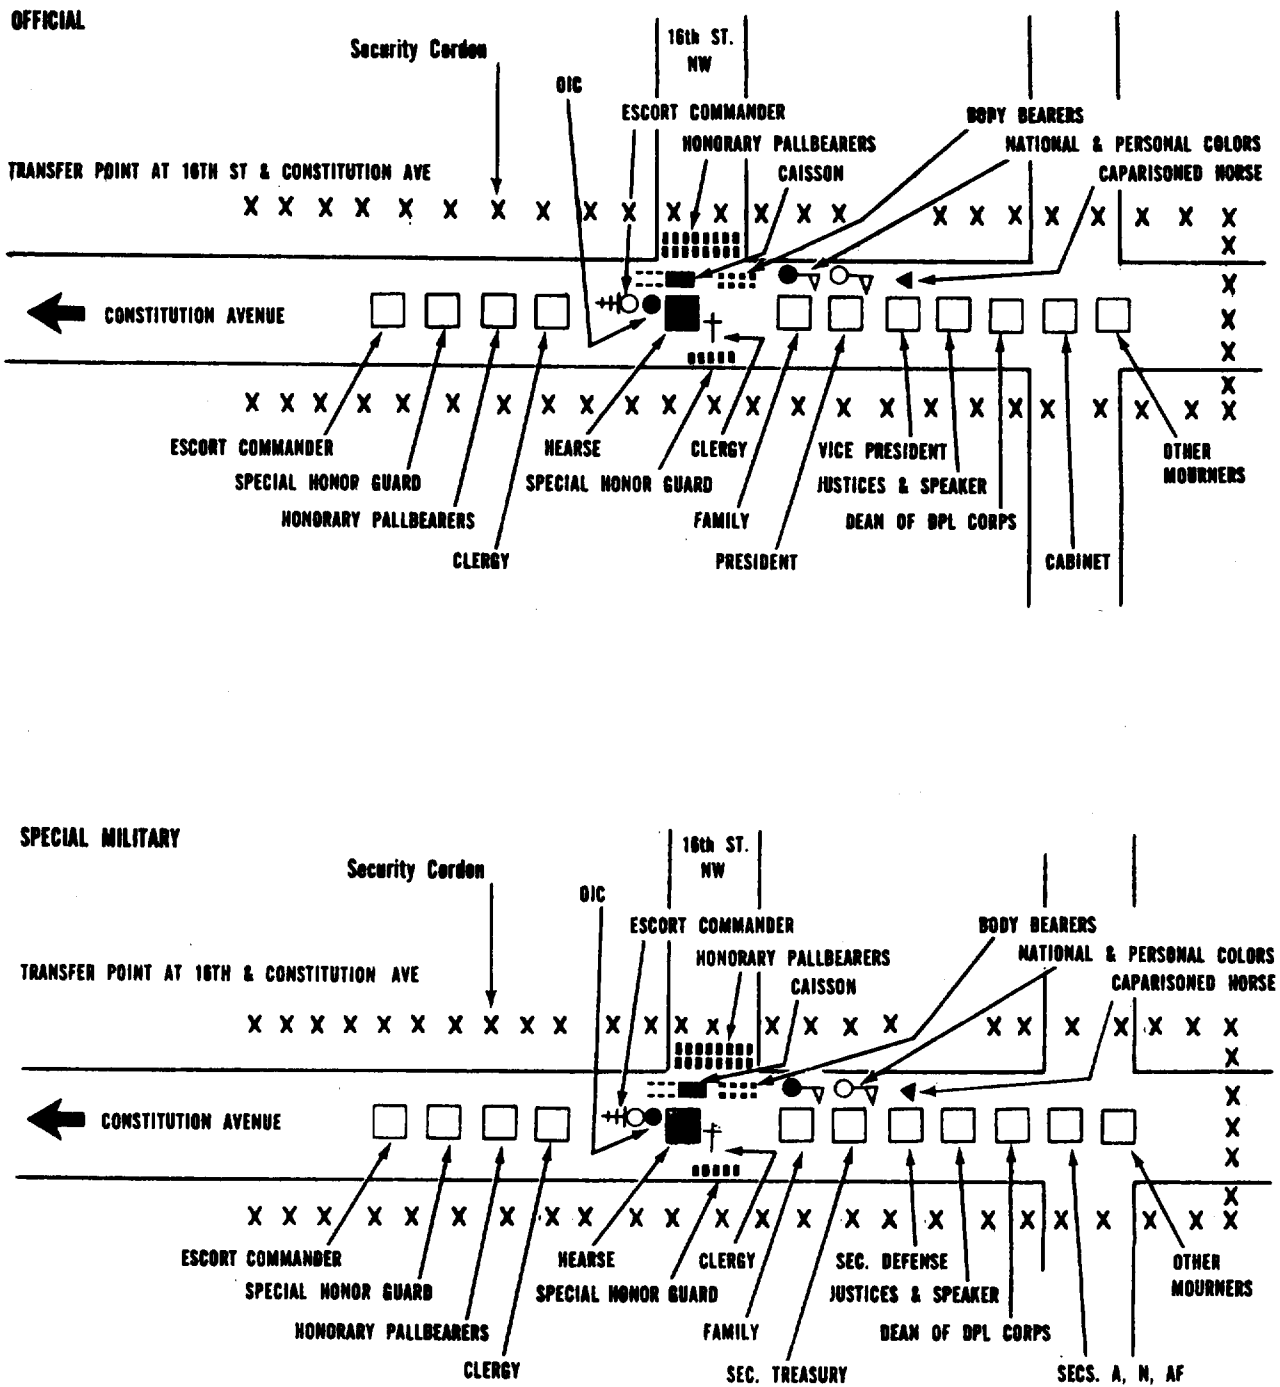 OFFICIAL
Security Cordon
16th ST.
NW
OIC
ESCORT COMMANDER
BODY BEARERS
HONORARY PALLBEARERS
NATIONAL & PERSONAL COLORS
TRANSFER POINT AT 16TH ST & CONSTITUTION AVE
CAISSON
CAPARISONED HORSE
X X X X X X X X X X X X X X X X X X X X X X X
X
X
CONSTITUTION AVENUE
X
X
X
X X X X X X X X X X X X X X X X X X X X X X X
ESCORT COMMANDER
HEARSE
CLERGY
VICE PRESIDENT
OTHER
MOURNERS
SPECIAL HONOR GUARD
SPECIAL HONOR GUARD
JUSTICES & SPEAKER
HONORARY PALLBEARERS
FAMILY
DEAN OF DPL CORPS
CLERGY
PRESIDENT
CABINET
SPECIAL MILITARY
Security Cordon
16th ST.
NW
OIC
ESCORT COMMANDER
BODY BEARERS
HONORARY PALLBEARERS
NATIONAL & PERSONAL COLORS
TRANSFER POINT AT 16TH & CONSTITUTION AVE
CAISSON
CAPARISONED HORSE
X X X X X X X X X X X X X X X X X X X X X X X
X
X
CONSTITUTION AVENUE
X
X
X
X X X X X X X X X X X X X X X X X X X X X X X
ESCORT COMMANDER
HEARSE
CLERGY
SEC. DEFENSE
OTHER
MOURNERS
SPECIAL HONOR GUARD
SPECIAL HONOR GUARD
JUSTICES & SPEAKER
HONORARY PALLBEARERS
FAMILY
DEAN OF DPL CORPS
CLERGY
SEC. TREASURY
SECS. A, N, AF